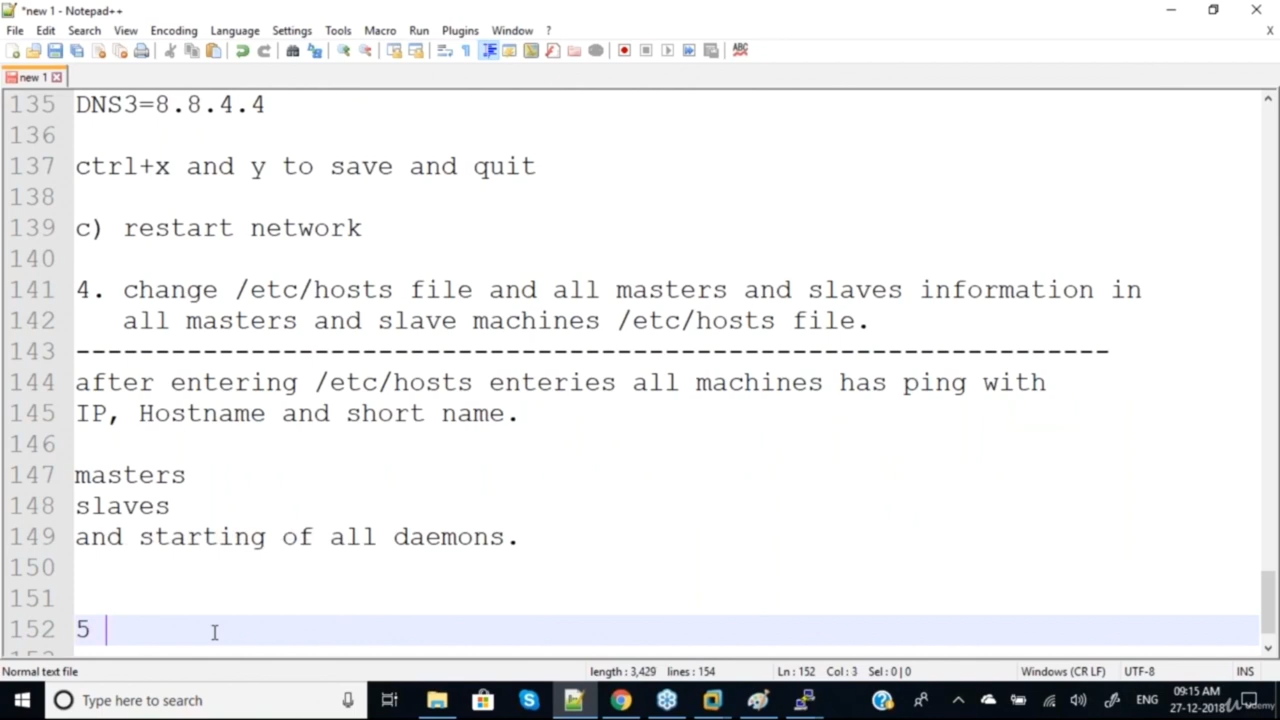 *new 1 - Notepad++
File Edit Search View Encoding Language Settings Tools Macro Run Plugins Window ? X
new 1
135 DNS3=8.8.4.4
136
137 ctrl+x and y to save and quit
138
139 c) restart network
140
141 4. change /etc/hosts file and all masters and slaves information in
142 all masters and slave machines /etc/hosts file.
143 ------------------------------------------------------------------
144 after entering /etc/hosts enteries all machines has ping with
145 IP, Hostname and short name.
146
147 masters
148 slaves
149 and starting of all daemons.
150
151
152 5
Normal text file length : 3,429 lines : 154 Ln : 152 Col : 3 Sel : 0 | 0 Windows (CR LF) UTF-8 INS
Type here to search ENG 09:15 AM
27-12-2018 Udemy